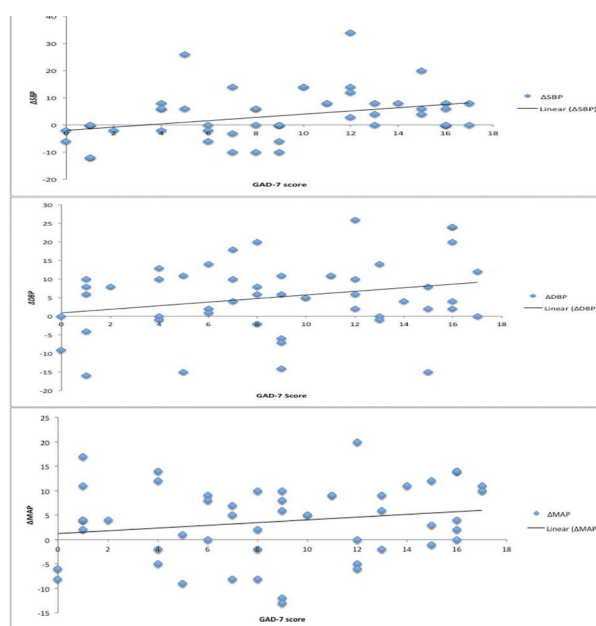 40
30
20
10
0
-10
-20
ΔSBP
0 2 4 6 8 10 12 14 16 18
GAD-7 score
ΔSBP
Linear (ΔSBP)
30
25
20
15
10
5
0
-5
-10
-15
-20
ΔDBP
0 2 4 6 8 10 12 14 16 18
GAD-7 Score
ΔDBP
Linear (ΔDBP)
25
20
15
10
5
0
-5
-10
-15
ΔMAP
0 2 4 6 8 10 12 14 16 18
GAD-7 score
ΔMAP
Linear (ΔMAP